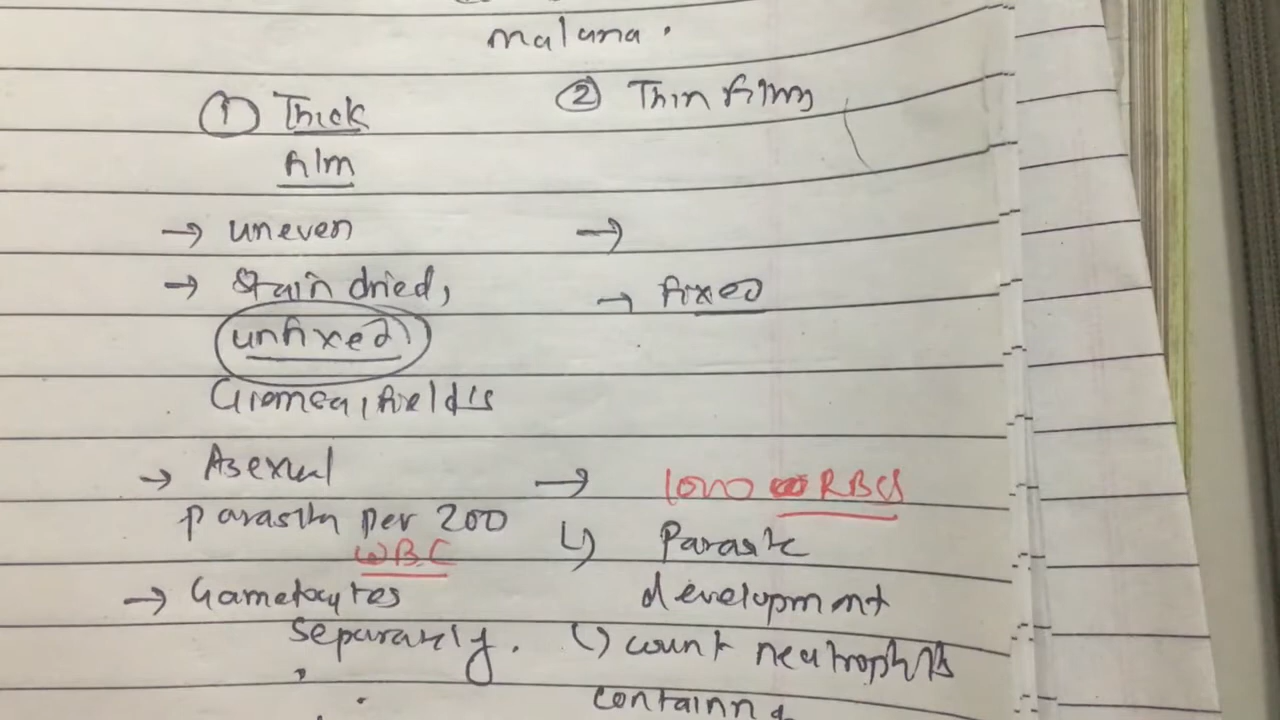 malaria.
① Thick
film
→ uneven
→ Stain dried,
unfixed
Giemsa, field's
→ Asexual
parasite per 200
WBC
→ Gametocytes
separately.
② Thin films
→
→ fixed
→ 1000 RBCs
↳ Parasite
development
↳ count neutrophils
containing